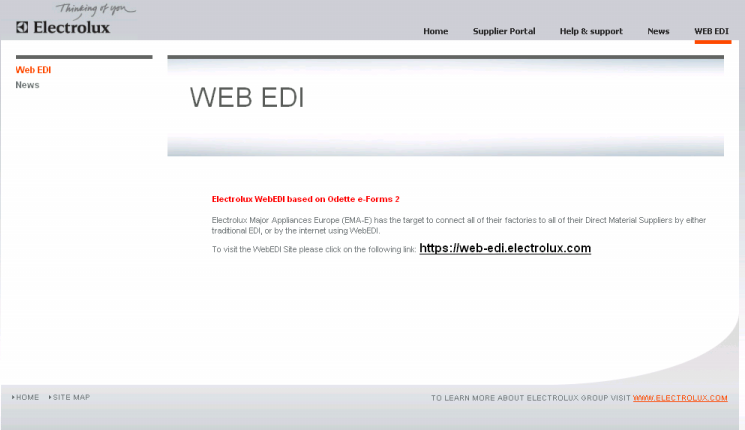 Thinking of you
Electrolux
Home Supplier Portal Help & support News WEB EDI
Web EDI
News
WEB EDI
Electrolux WebEDI based on Odette e-Forms 2
Electrolux Major Appliances Europe (EMA-E) has the target to connect all of their factories to all of their Direct Material Suppliers by either
traditional EDI, or by the internet using WebEDI.
To visit the WebEDI Site please click on the following link: https://web-edi.electrolux.com
HOME SITE MAP
TO LEARN MORE ABOUT ELECTROLUX GROUP VISIT WWW.ELECTROLUX.COM